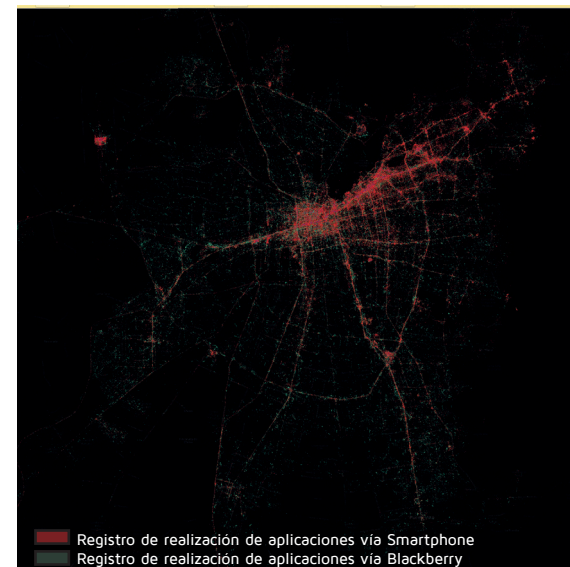 Registro de realización de aplicaciones vía Smartphone
Registro de realización de aplicaciones vía Blackberry